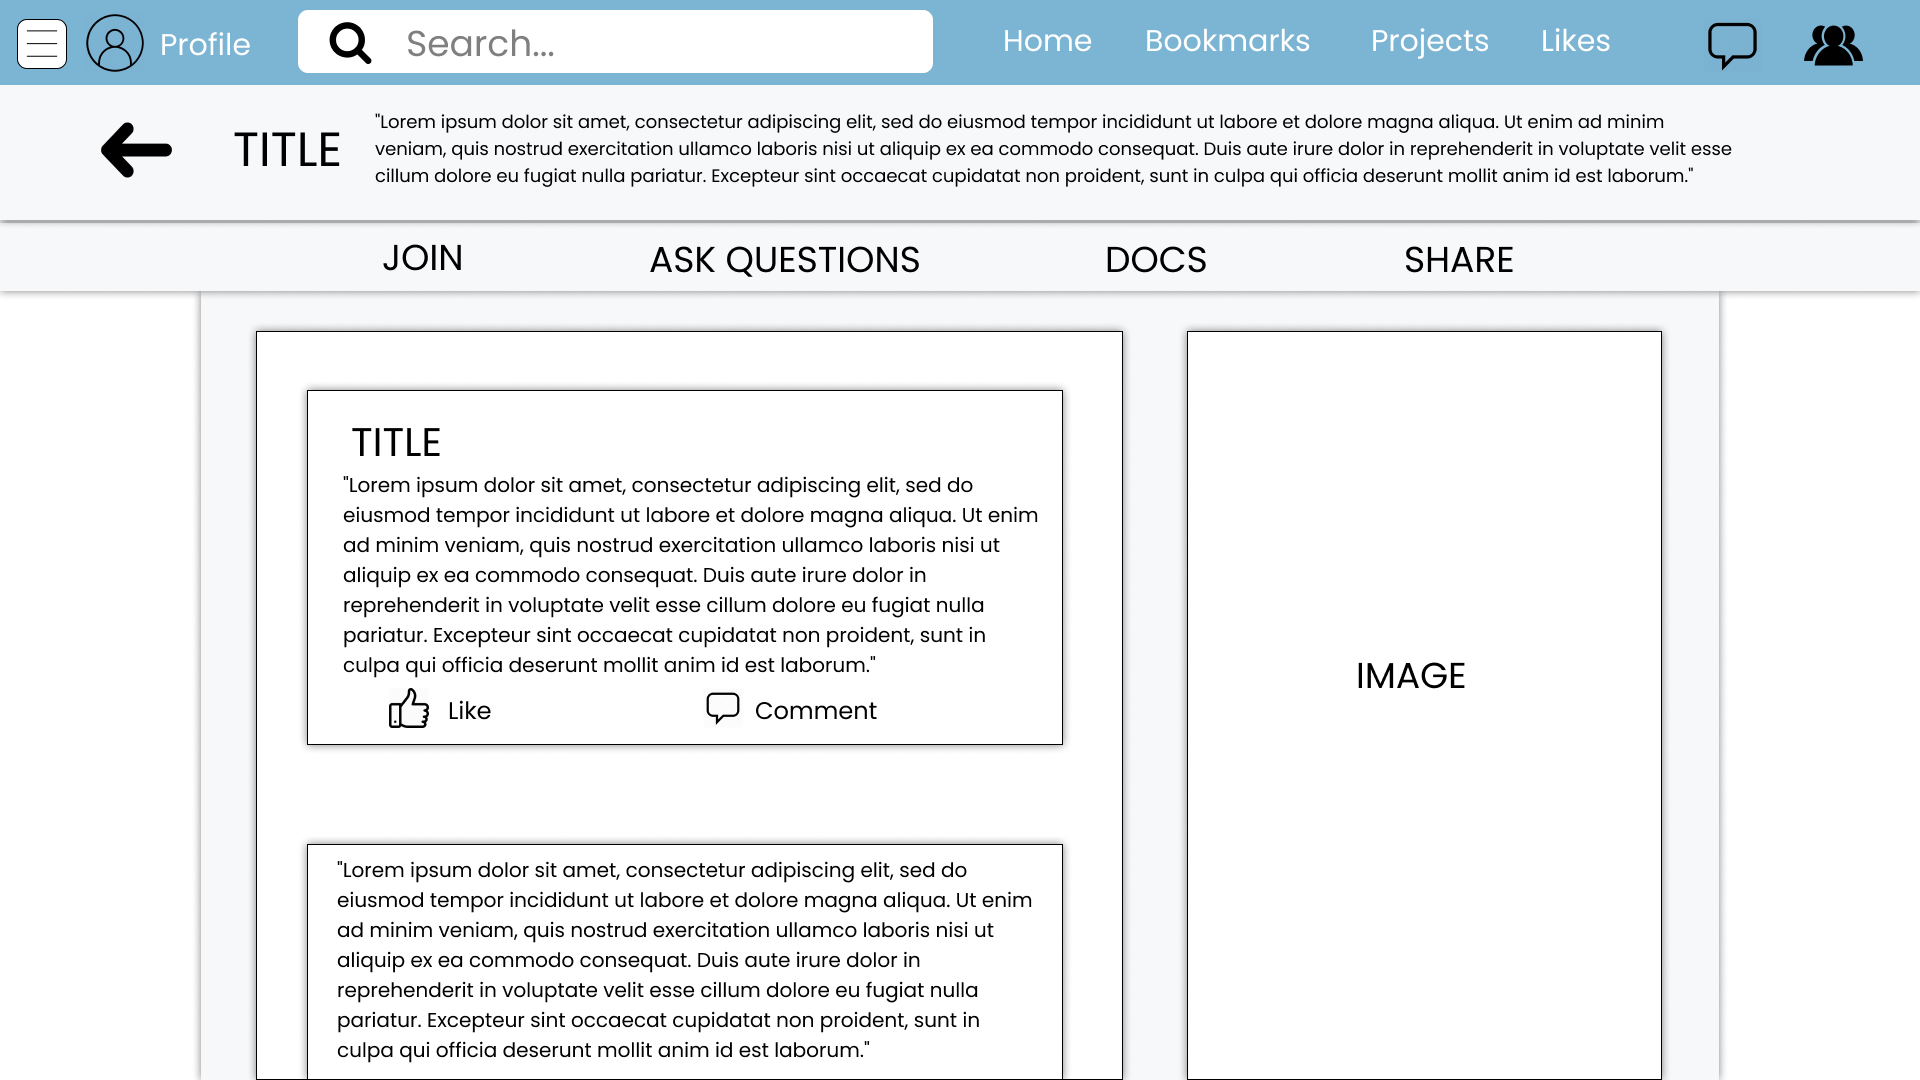 Profile
Search...
Home
Bookmarks
Projects
Likes
TITLE
"Lorem ipsum dolor sit amet, consectetur adipiscing elit, sed do eiusmod tempor incididunt ut labore et dolore magna aliqua. Ut enim ad minim
veniam, quis nostrud exercitation ullamco laboris nisi ut aliquip ex ea commodo consequat. Duis aute irure dolor in reprehenderit in voluptate velit esse
cillum dolore eu fugiat nulla pariatur. Excepteur sint occaecat cupidatat non proident, sunt in culpa qui officia deserunt mollit anim id est laborum."
JOIN
ASK QUESTIONS
DOCS
SHARE
TITLE
"Lorem ipsum dolor sit amet, consectetur adipiscing elit, sed do
eiusmod tempor incididunt ut labore et dolore magna aliqua. Ut enim
ad minim veniam, quis nostrud exercitation ullamco laboris nisi ut
aliquip ex ea commodo consequat. Duis aute irure dolor in
reprehenderit in voluptate velit esse cillum dolore eu fugiat nulla
pariatur. Excepteur sint occaecat cupidatat non proident, sunt in
culpa qui officia deserunt mollit anim id est laborum."
Like
Comment
"Lorem ipsum dolor sit amet, consectetur adipiscing elit, sed do
eiusmod tempor incididunt ut labore et dolore magna aliqua. Ut enim
ad minim veniam, quis nostrud exercitation ullamco laboris nisi ut
aliquip ex ea commodo consequat. Duis aute irure dolor in
reprehenderit in voluptate velit esse cillum dolore eu fugiat nulla
pariatur. Excepteur sint occaecat cupidatat non proident, sunt in
culpa qui officia deserunt mollit anim id est laborum."
IMAGE